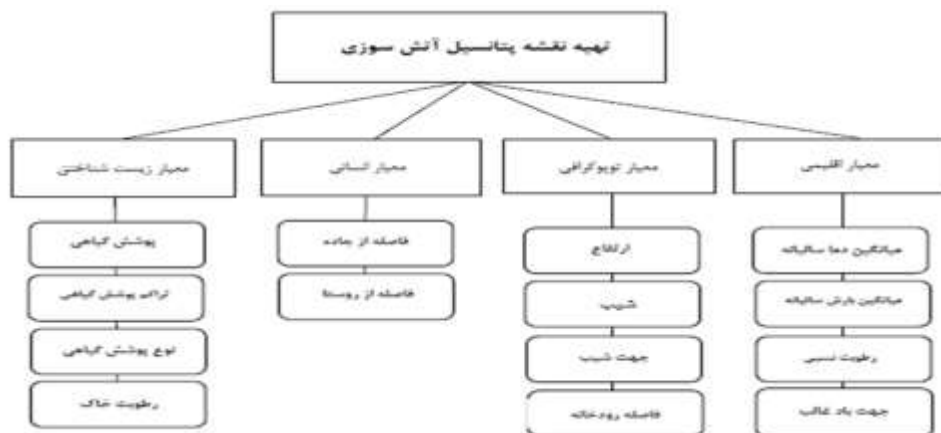 تهیه نقشه پتانسیل آتش سوزی
معیار اقلیمی
میانگین دما سالیانه
میانگین بارش سالیانه
رطوبت نسبی
جهت باد غالب
معیار توپوگرافی
ارتفاع
شیب
جهت شیب
فاصله رودخانه
معیار انسانی
فاصله از جاده
فاصله از روستا
معیار زیست شناختی
پوشش گیاهی
تراکم پوشش گیاهی
نوع پوشش گیاهی
رطوبت خاک